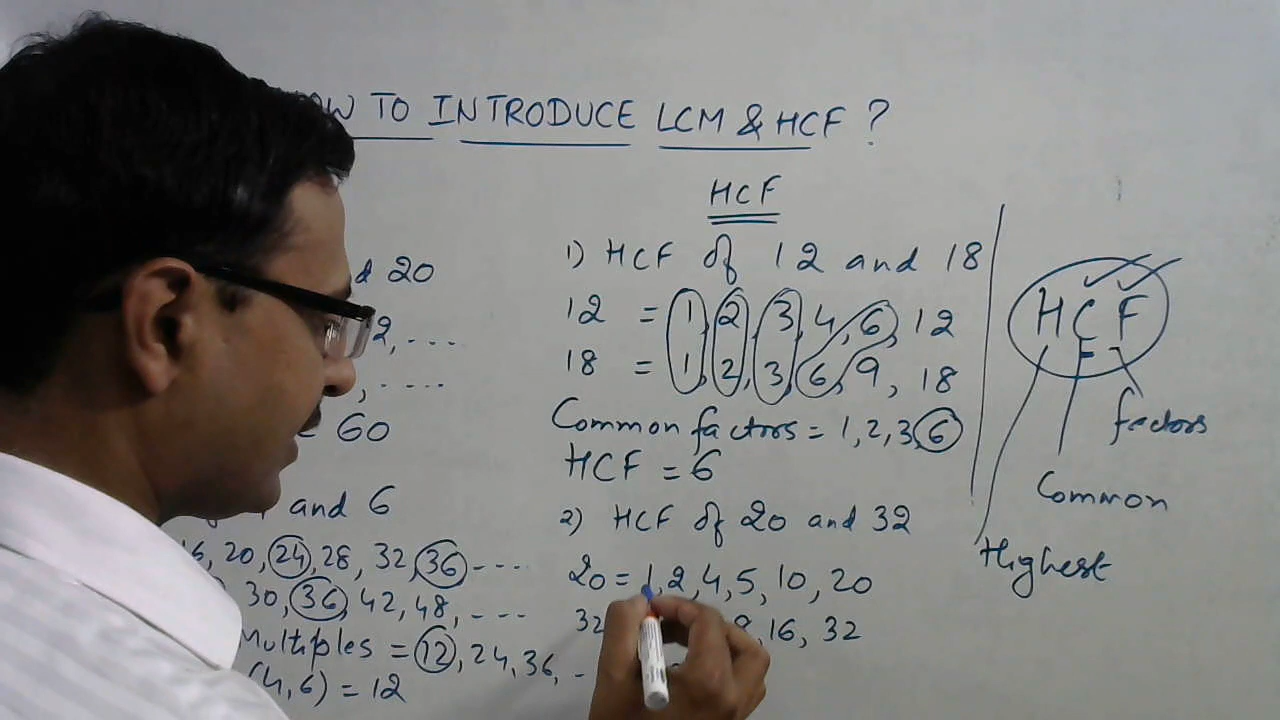 TO INTRODUCE LCM & HCF ?
20
2, ...
, ....
= 60
and 6
16, 20, 24, 28, 32, 36 ----
30, 36, 42, 48, ----
Multiples = 12, 24, 36, -
(4,6) = 12
HCF
1) HCF of 12 and 18
12 = 1, 2, 3, 4, 6, 12
18 = 1, 2, 3, 6, 9, 18
Common factors = 1, 2, 3, 6
HCF = 6
2) HCF of 20 and 32
20 = 1, 2, 4, 5, 10, 20
32 , 16, 32
HCF
factors
Common
Highest